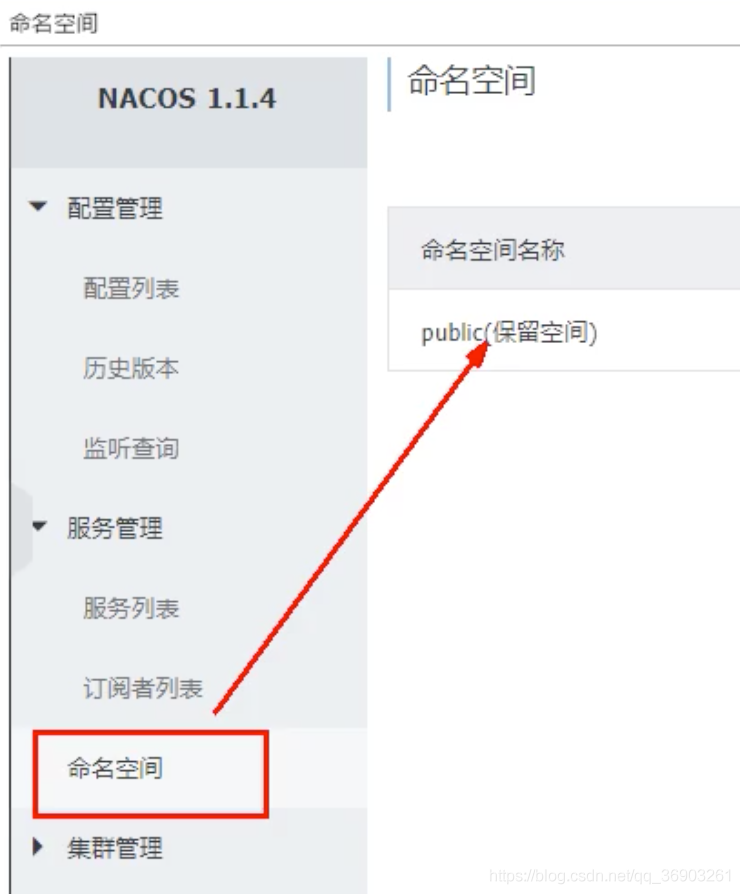 命名空间
NACOS 1.1.4
配置管理
配置列表
历史版本
监听查询
服务管理
服务列表
订阅者列表
命名空间
集群管理
命名空间
命名空间名称
public(保留空间)
https://blog.csdn.net/qq_36903261